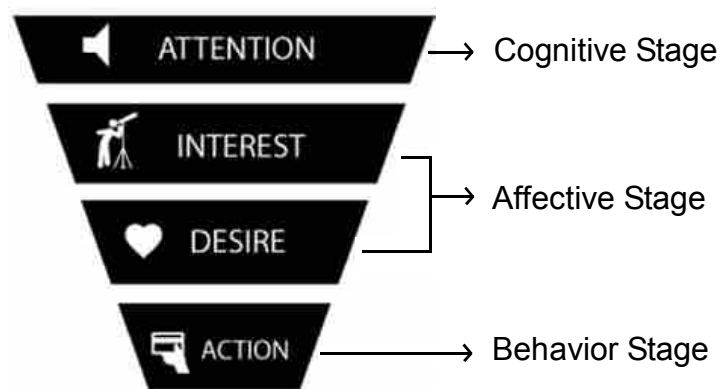 ATTENTION
Cognitive Stage
INTEREST
Affective Stage
DESIRE
ACTION
Behavior Stage